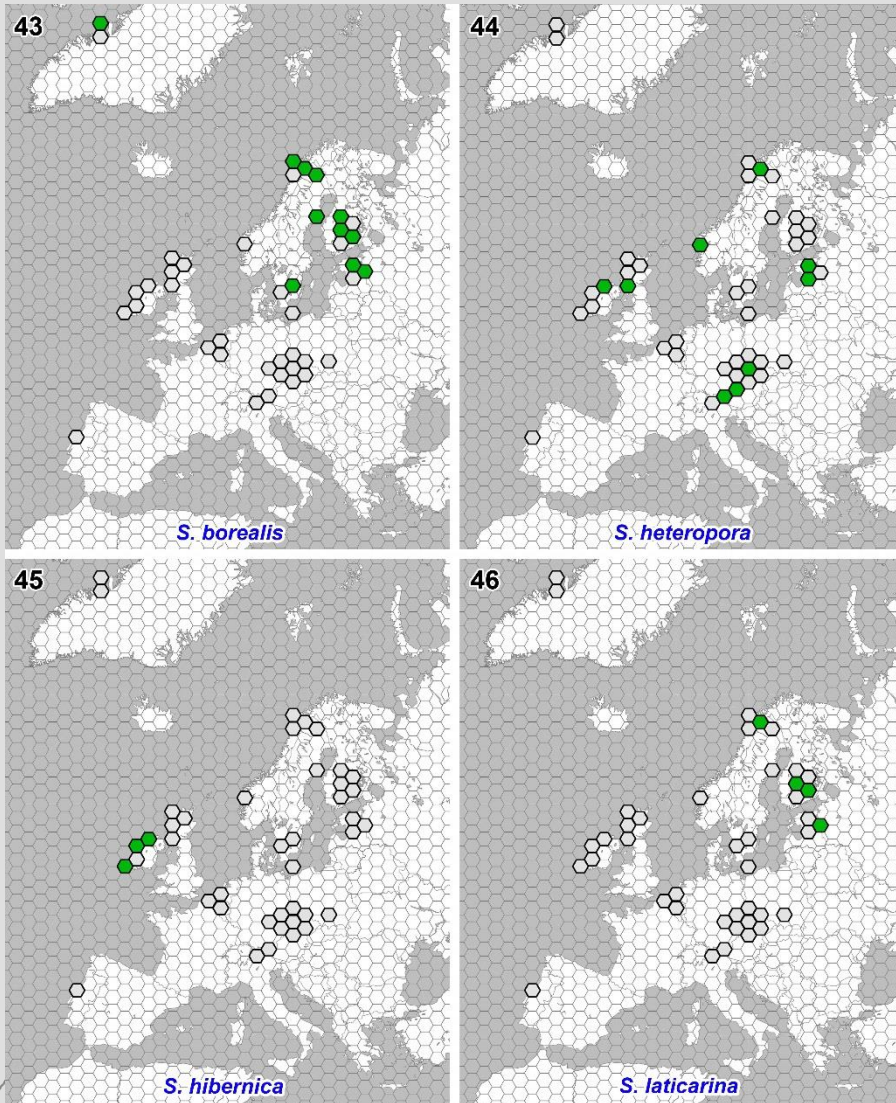 43
S. borealis
44
S. heteropora
45
S. hibernica
46
S. laticarina